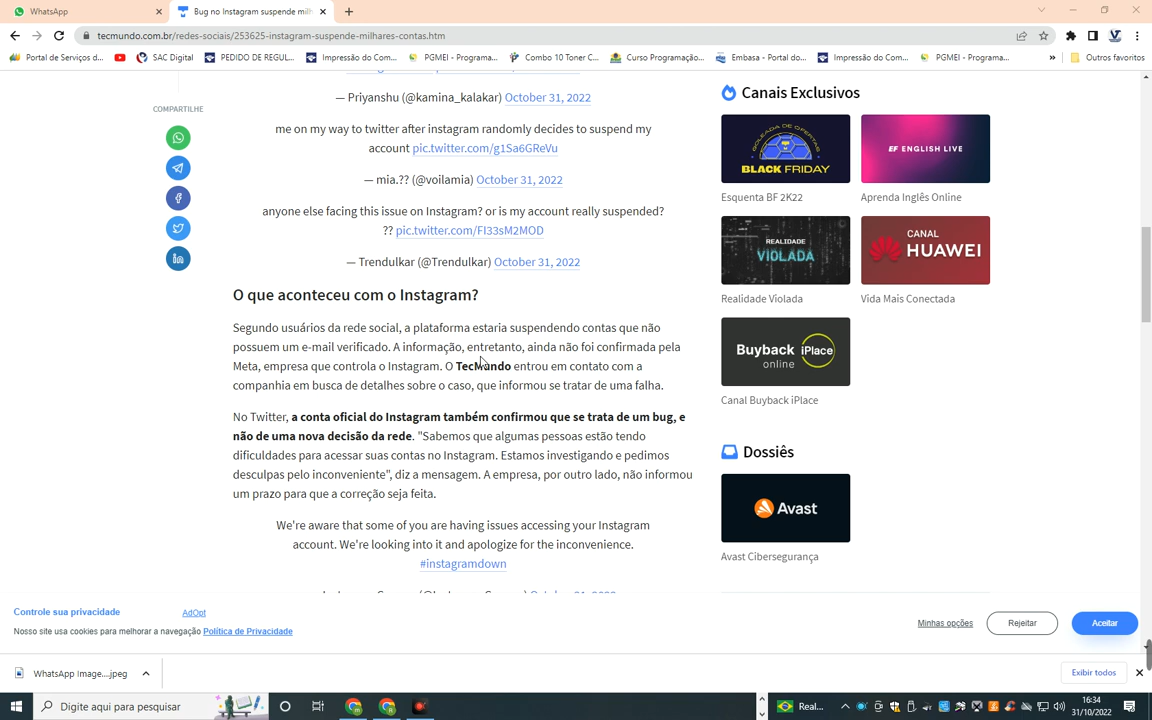 WhatsApp
Bug no Instagram suspende milh
tecmundo.com.br/redes-sociais/253625-instagram-suspende-milhares-contas.htm
Portal de Serviços d...
SAC Digital
PEDIDO DE REGUL...
Impressão do Com...
PGMEI - Programa...
Combo 10 Toner C...
Curso Programação...
Embasa - Portal do...
Impressão do Com...
PGMEI - Programa...
»
Outros favoritos
COMPARTILHE
— Priyanshu (@kamina_kalakar) October 31, 2022
me on my way to twitter after instagram randomly decides to suspend my
account pic.twitter.com/g1Sa6GReVu
— mia.?? (@voilamia) October 31, 2022
anyone else facing this issue on Instagram? or is my account really suspended?
?? pic.twitter.com/FI33sM2MOD
— Trendulkar (@Trendulkar) October 31, 2022
O que aconteceu com o Instagram?
Segundo usuários da rede social, a plataforma estaria suspendendo contas que não
possuem um e-mail verificado. A informação, entretanto, ainda não foi confirmada pela
Meta, empresa que controla o Instagram. O TecMundo entrou em contato com a
companhia em busca de detalhes sobre o caso, que informou se tratar de uma falha.
No Twitter, a conta oficial do Instagram também confirmou que se trata de um bug, e
não de uma nova decisão da rede. "Sabemos que algumas pessoas estão tendo
dificuldades para acessar suas contas no Instagram. Estamos investigando e pedimos
desculpas pelo inconveniente", diz a mensagem. A empresa, por outro lado, não informou
um prazo para que a correção seja feita.
We're aware that some of you are having issues accessing your Instagram
account. We're looking into it and apologize for the inconvenience.
#instagramdown
Canais Exclusivos
GOLEADA DE OFERTAS
BLACK FRIDAY
Esquenta BF 2K22
EF ENGLISH LIVE
Aprenda Inglês Online
REALIDADE
VIOLADA
Realidade Violada
CANAL
HUAWEI
Vida Mais Conectada
Buyback iPlace
online
Canal Buyback iPlace
Dossiês
Avast
Avast Cibersegurança
Controle sua privacidade
AdOpt
Nosso site usa cookies para melhorar a navegação Política de Privacidade
Minhas opções
Rejeitar
Aceitar
WhatsApp Image....jpeg
Exibir todos
Digite aqui para pesquisar
Real...
16:34
31/10/2022